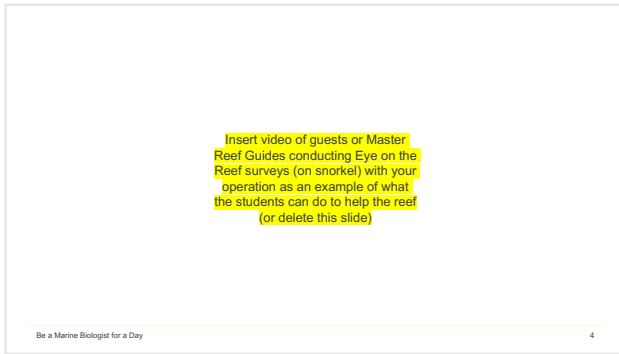 Insert video of guests or Master
Reef Guides conducting Eye on the
Reef surveys (on snorkel) with your
operation as an example of what
the students can do to help the reef
(or delete this slide)
Be a Marine Biologist for a Day
4